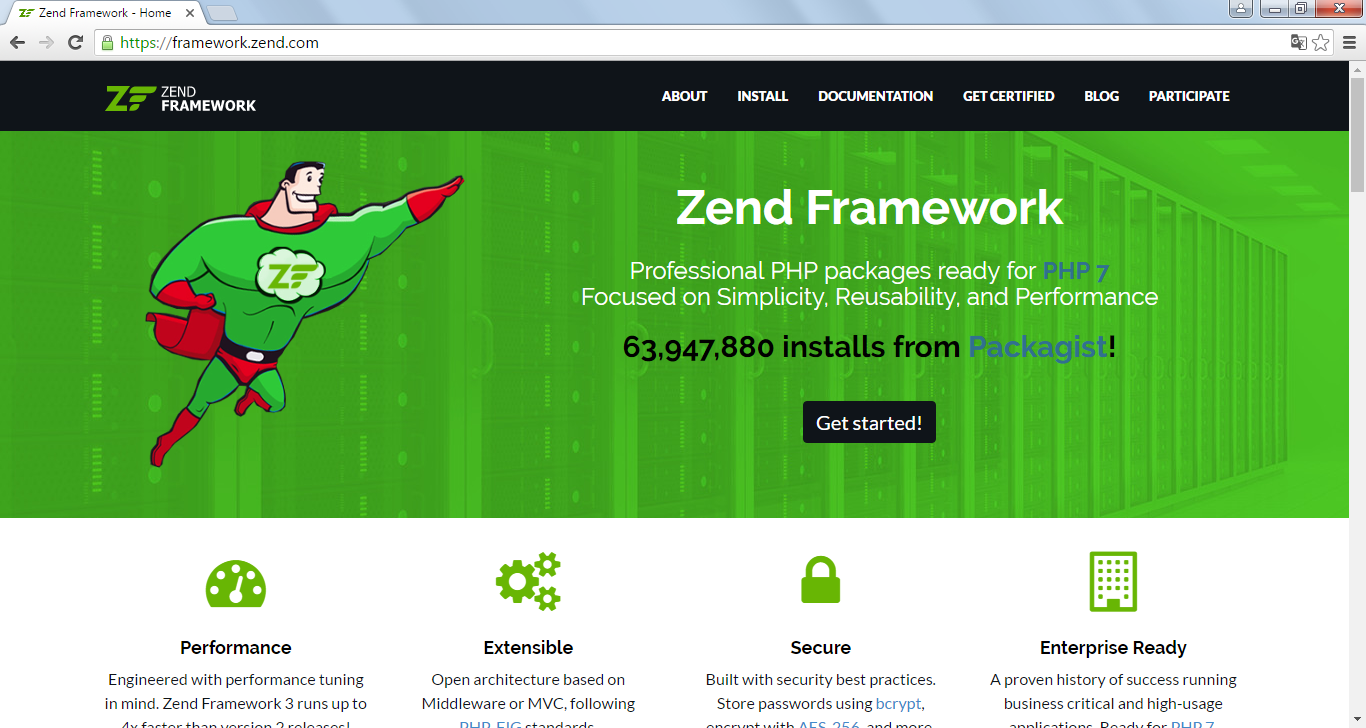 Zend Framework - Home
https://framework.zend.com
ZEND
FRAMEWORK
ABOUT INSTALL DOCUMENTATION GET CERTIFIED BLOG PARTICIPATE
ZF
Zend Framework
Professional PHP packages ready for PHP 7
Focused on Simplicity, Reusability, and Performance
63,947,880 installs from Packagist!
Get started!
Performance
Engineered with performance tuning
in mind. Zend Framework 3 runs up to
4x faster than version 2 releases!
Extensible
Open architecture based on
Middleware or MVC, following
PHP-FIG standards.
Secure
Built with security best practices.
Store passwords using bcrypt,
encrypt with AES-256, and more
Enterprise Ready
A proven history of success running
business critical and high-usage
applications. Ready for PHP 7